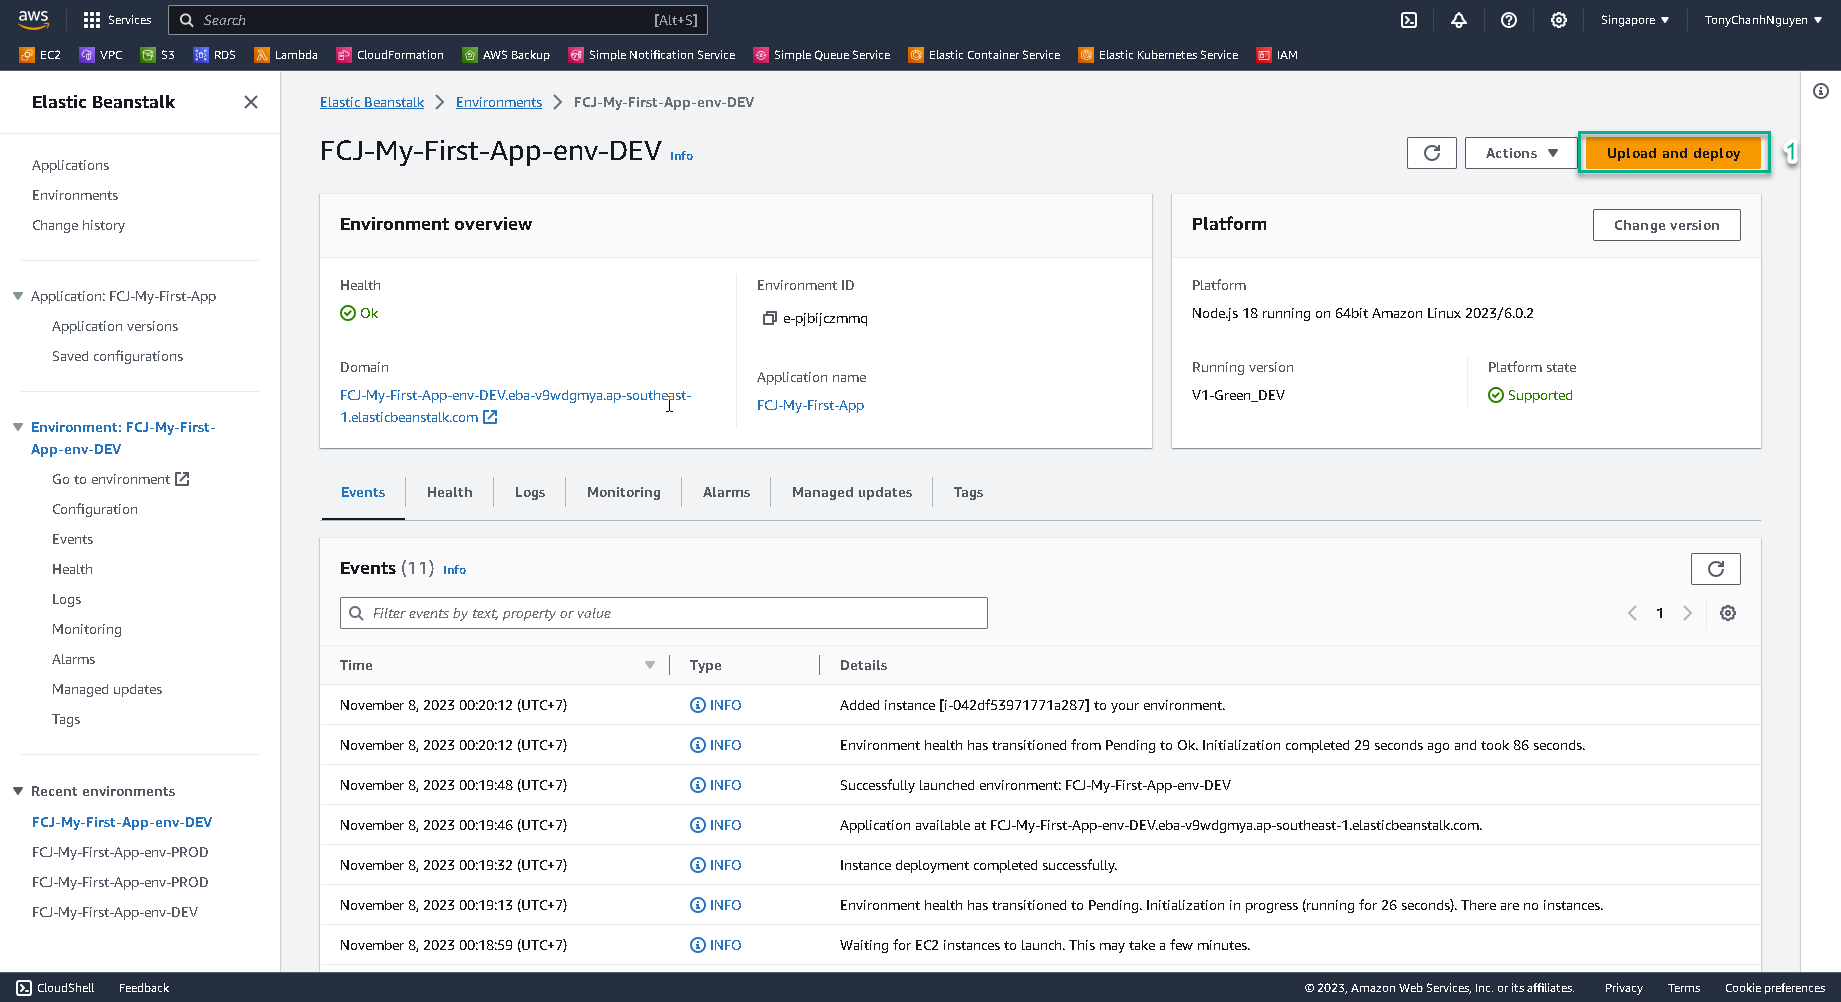 aws
Services
Search
[Alt+S]
Singapore ▼
TonyChanhNguyen ▼
EC2
VPC
S3
RDS
Lambda
CloudFormation
AWS Backup
Simple Notification Service
Simple Queue Service
Elastic Container Service
Elastic Kubernetes Service
IAM
Elastic Beanstalk
Applications
Environments
Change history
Application: FCJ-My-First-App
Application versions
Saved configurations
Environment: FCJ-My-First-
App-env-DEV
Go to environment
Configuration
Events
Health
Logs
Monitoring
Alarms
Managed updates
Tags
Recent environments
FCJ-My-First-App-env-DEV
FCJ-My-First-App-env-PROD
FCJ-My-First-App-env-PROD
FCJ-My-First-App-env-DEV
Elastic Beanstalk > Environments > FCJ-My-First-App-env-DEV
FCJ-My-First-App-env-DEV Info
Actions ▼
Upload and deploy
1
Environment overview
Health
Ok
Domain
FCJ-My-First-App-env-DEV.eba-v9wdgmya.ap-southeast-
1.elasticbeanstalk.com
Environment ID
e-pjbijczmmq
Application name
FCJ-My-First-App
Platform
Change version
Platform
Node.js 18 running on 64bit Amazon Linux 2023/6.0.2
Running version
V1-Green_DEV
Platform state
Supported
Events
Health
Logs
Monitoring
Alarms
Managed updates
Tags
Events (11) Info
Filter events by text, property or value
1
Time
Type
Details
November 8, 2023 00:20:12 (UTC+7) INFO Added instance [i-042df53971771a287] to your environment.
November 8, 2023 00:20:12 (UTC+7) INFO Environment health has transitioned from Pending to Ok. Initialization completed 29 seconds ago and took 86 seconds.
November 8, 2023 00:19:48 (UTC+7) INFO Successfully launched environment: FCJ-My-First-App-env-DEV
November 8, 2023 00:19:46 (UTC+7) INFO Application available at FCJ-My-First-App-env-DEV.eba-v9wdgmya.ap-southeast-1.elasticbeanstalk.com.
November 8, 2023 00:19:32 (UTC+7) INFO Instance deployment completed successfully.
November 8, 2023 00:19:13 (UTC+7) INFO Environment health has transitioned to Pending. Initialization in progress (running for 26 seconds). There are no instances.
November 8, 2023 00:18:59 (UTC+7) INFO Waiting for EC2 instances to launch. This may take a few minutes.
CloudShell
Feedback
© 2023, Amazon Web Services, Inc. or its affiliates.
Privacy
Terms
Cookie preferences